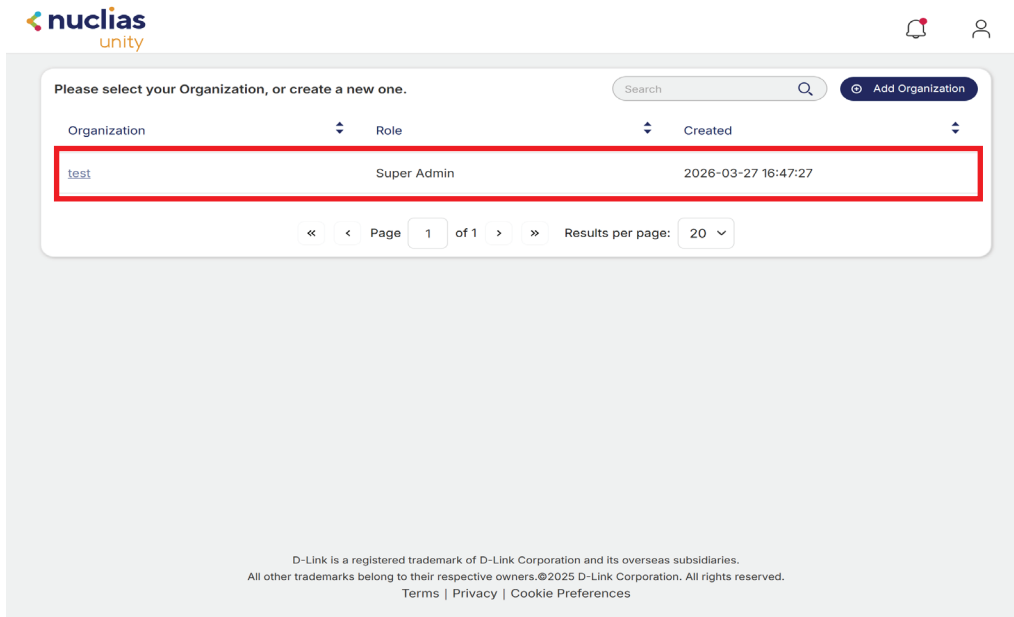 nuclias
unity
Please select your Organization, or create a new one.
Search
Add Organization
Organization Role Created
test Super Admin 2026-03-27 16:47:27
« ‹ Page 1 of 1 › » Results per page: 20
D-Link is a registered trademark of D-Link Corporation and its overseas subsidiaries.
All other trademarks belong to their respective owners.©2025 D-Link Corporation. All rights reserved.
Terms | Privacy | Cookie Preferences